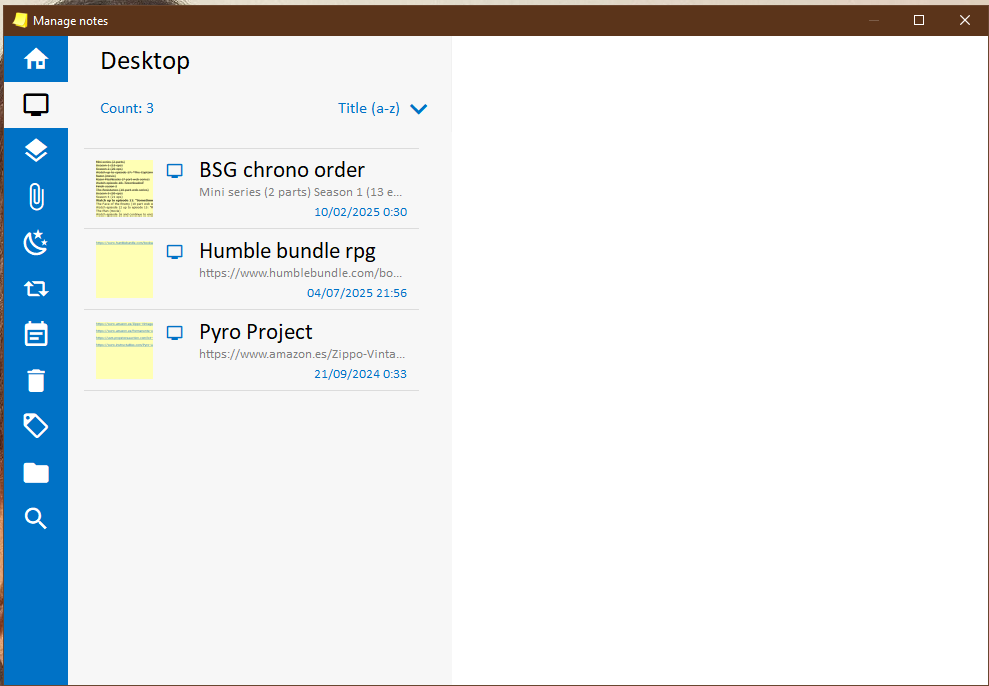 Manage notes
Desktop
Count: 3
Title (a-z)
BSG chrono order
Mini series (2 parts) Season 1 (13 e...
10/02/2025 0:30
Humble bundle rpg
https://www.humblebundle.com/bo...
04/07/2025 21:56
Pyro Project
https://www.amazon.es/Zippo-Vinta...
21/09/2024 0:33